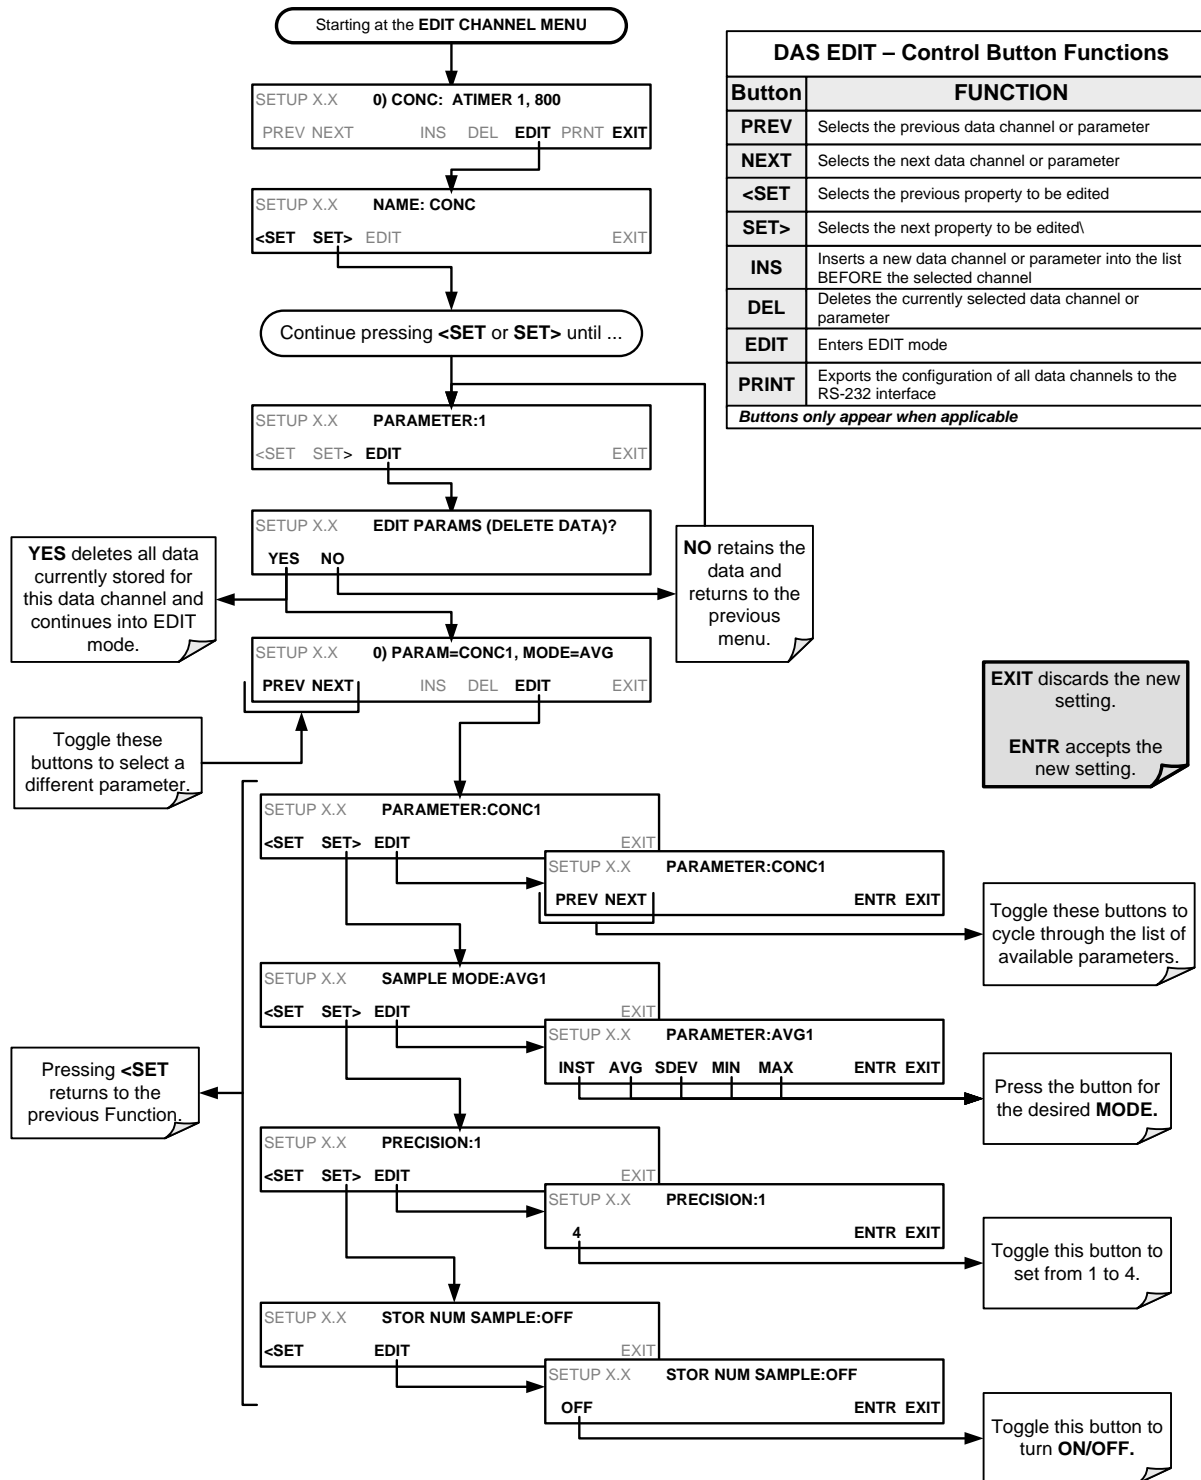 Starting at the EDIT CHANNEL MENU
SETUP X.X 0) CONC: ATIMER 1, 800
PREV NEXT INS DEL EDIT PRNT EXIT
SETUP X.X NAME: CONC
<SET SET> EDIT EXIT
Continue pressing <SET or SET> until ...
SETUP X.X PARAMETER:1
<SET SET> EDIT EXIT
SETUP X.X EDIT PARAMS (DELETE DATA)?
YES NO
YES deletes all data
currently stored for
this data channel and
continues into EDIT
mode.
NO retains the
data and
returns to the
previous
menu.
SETUP X.X 0) PARAM=CONC1, MODE=AVG
PREV NEXT INS DEL EDIT EXIT
Toggle these
buttons to select a
different parameter.
DAS EDIT – Control Button Functions
Button FUNCTION
PREV Selects the previous data channel or parameter
NEXT Selects the next data channel or parameter
<SET Selects the previous property to be edited
SET> Selects the next property to be edited\
INS Inserts a new data channel or parameter into the list
BEFORE the selected channel
DEL Deletes the currently selected data channel or
parameter
EDIT Enters EDIT mode
PRINT Exports the configuration of all data channels to the
RS-232 interface
Buttons only appear when applicable
EXIT discards the new
setting.
ENTR accepts the
new setting.
SETUP X.X PARAMETER:CONC1
<SET SET> EDIT EXIT
SETUP X.X PARAMETER:CONC1
PREV NEXT ENTR EXIT
Toggle these buttons to
cycle through the list of
available parameters.
SETUP X.X SAMPLE MODE:AVG1
<SET SET> EDIT EXIT
SETUP X.X PARAMETER:AVG1
INST AVG SDEV MIN MAX ENTR EXIT
Press the button for
the desired MODE.
Pressing <SET
returns to the
previous Function.
SETUP X.X PRECISION:1
<SET SET> EDIT EXIT
SETUP X.X PRECISION:1
4 ENTR EXIT
Toggle this button to
set from 1 to 4.
SETUP X.X STOR NUM SAMPLE:OFF
<SET EDIT EXIT
SETUP X.X STOR NUM SAMPLE:OFF
OFF ENTR EXIT
Toggle this button to
turn ON/OFF.